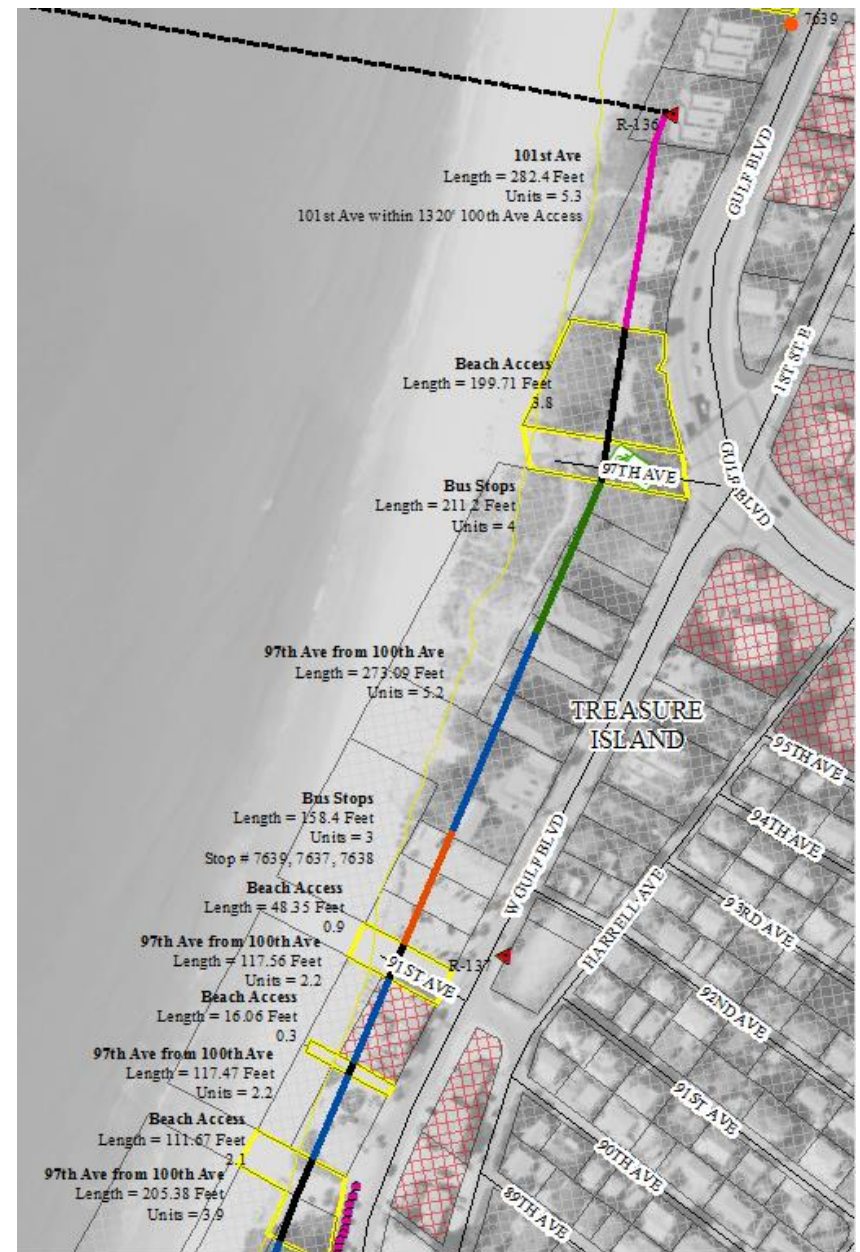 7639
R-136
GULF BLVD
101st Ave
Length = 282.4 Feet
Units = 5.3
101st Ave within 1320' 100th Ave Access
1ST ST E
Beach Access
Length = 199.71 Feet
3.8
97TH AVE
GULF BLVD
Bus Stops
Length = 211.2 Feet
Units = 4
97th Ave from 100th Ave
Length = 273.09 Feet
Units = 5.2
TREASURE
ISLAND
95TH AVE
Bus Stops
Length = 158.4 Feet
Units = 3
Stop # 7639, 7637, 7638
94TH AVE
W GULF BLVD
HARRELL AVE
93RD AVE
Beach Access
Length = 48.35 Feet
0.9
97th Ave from 100th Ave
Length = 117.56 Feet
Units = 2.2
91ST AVE
R-137
92ND AVE
Beach Access
Length = 16.06 Feet
0.3
97th Ave from 100th Ave
Length = 117.47 Feet
Units = 2.2
91ST AVE
Beach Access
Length = 111.67 Feet
2.1
90TH AVE
97th Ave from 100th Ave
Length = 205.38 Feet
Units = 3.9
89TH AVE